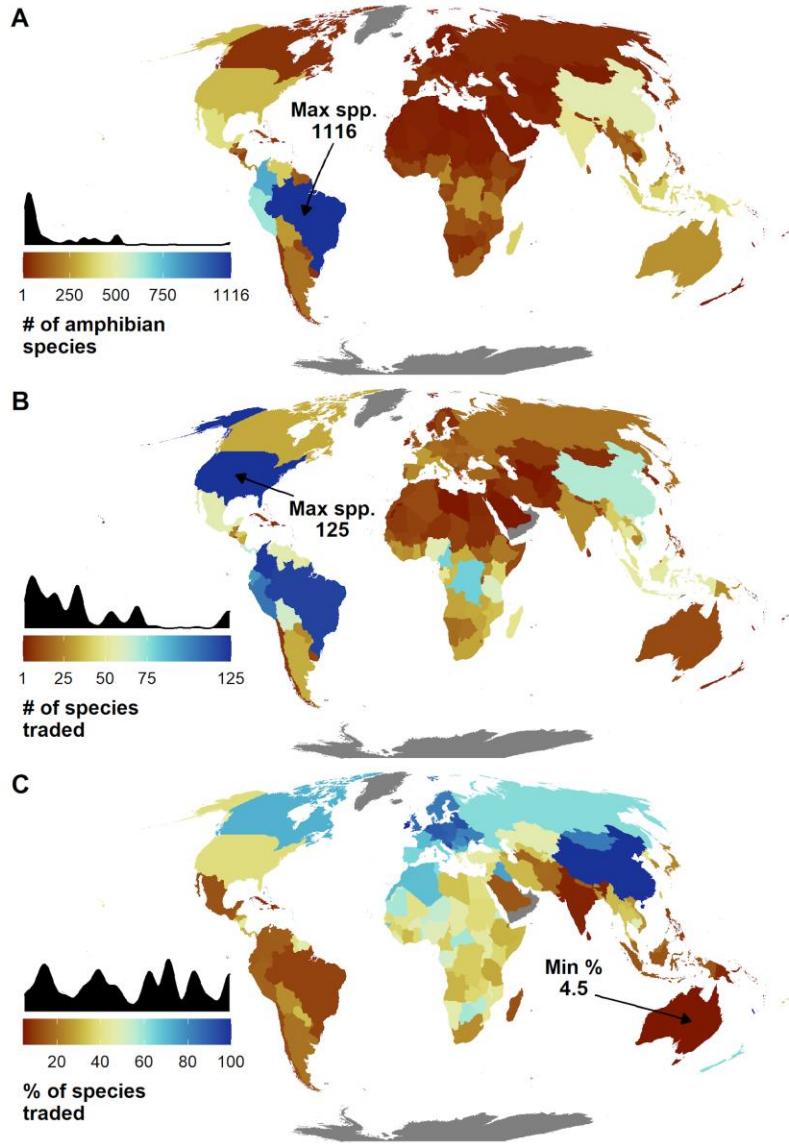 A
Max spp.
1116
1 250 500 750 1116
# of amphibian
species
B
Max spp.
125
1 25 50 75 125
# of species
traded
C
Min %
4.5
20 40 60 80 100
% of species
traded